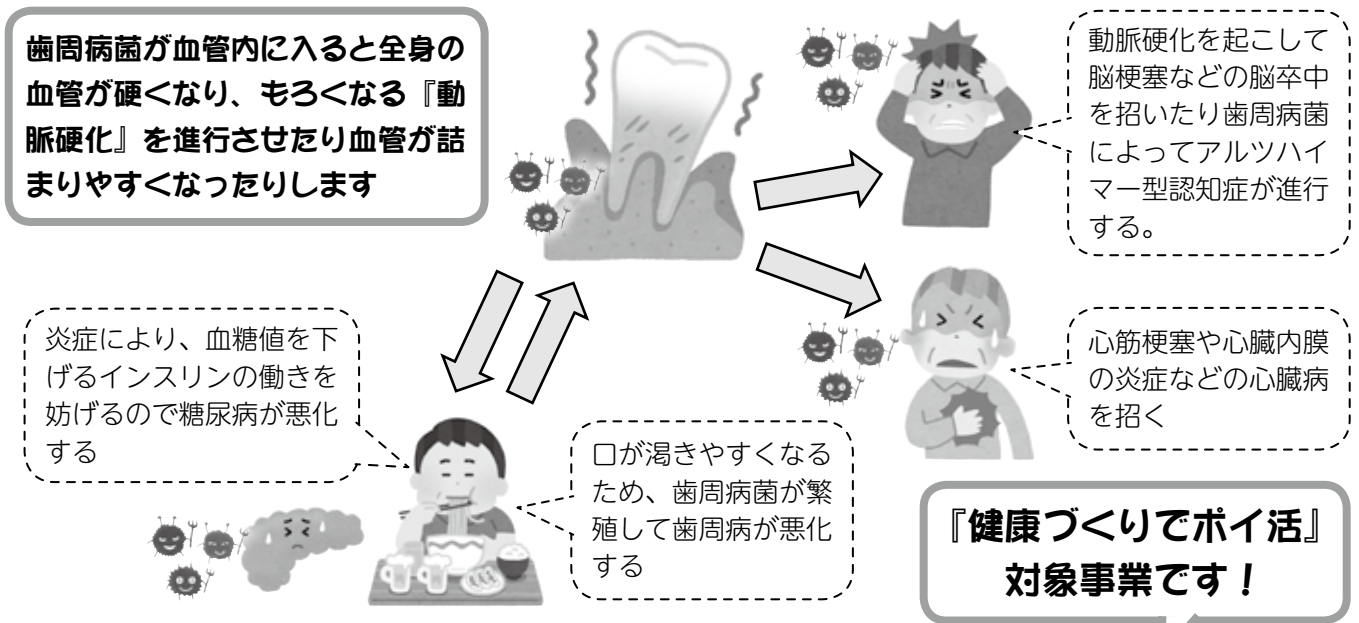 歯周病菌が血管内に入ると全身の
血管が硬くなり、もろくなる『動
脈硬化』を進行させたり血管が詰
まりやすくなったりします
動脈硬化を起こして
脳梗塞などの脳卒中
を招いたり歯周病菌
によってアルツハイ
マー型認知症が進行
する。
心筋梗塞や心臓内膜
の炎症などの心臓病
を招く
炎症により、血糖値を下
げるインスリンの働きを
妨げるので糖尿病が悪化
する
口が渇きやすくなる
ため、歯周病菌が繁
殖して歯周病が悪化
する
『健康づくりでポイ活』
対象事業です！